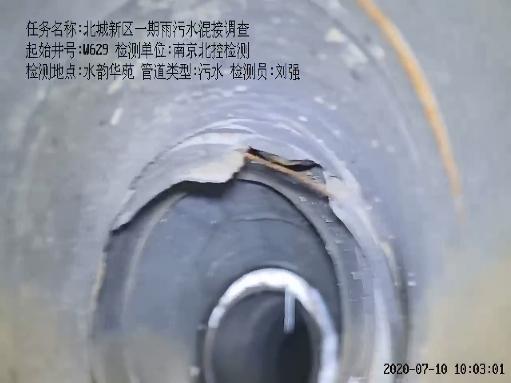 任务名称:北城新区一期雨污水混接调查
起始井号:W629 检测单位:南京北控检测
检测地点:水韵华苑 管道类型:污水 检测员:刘强
2020-07-10 10:03:01